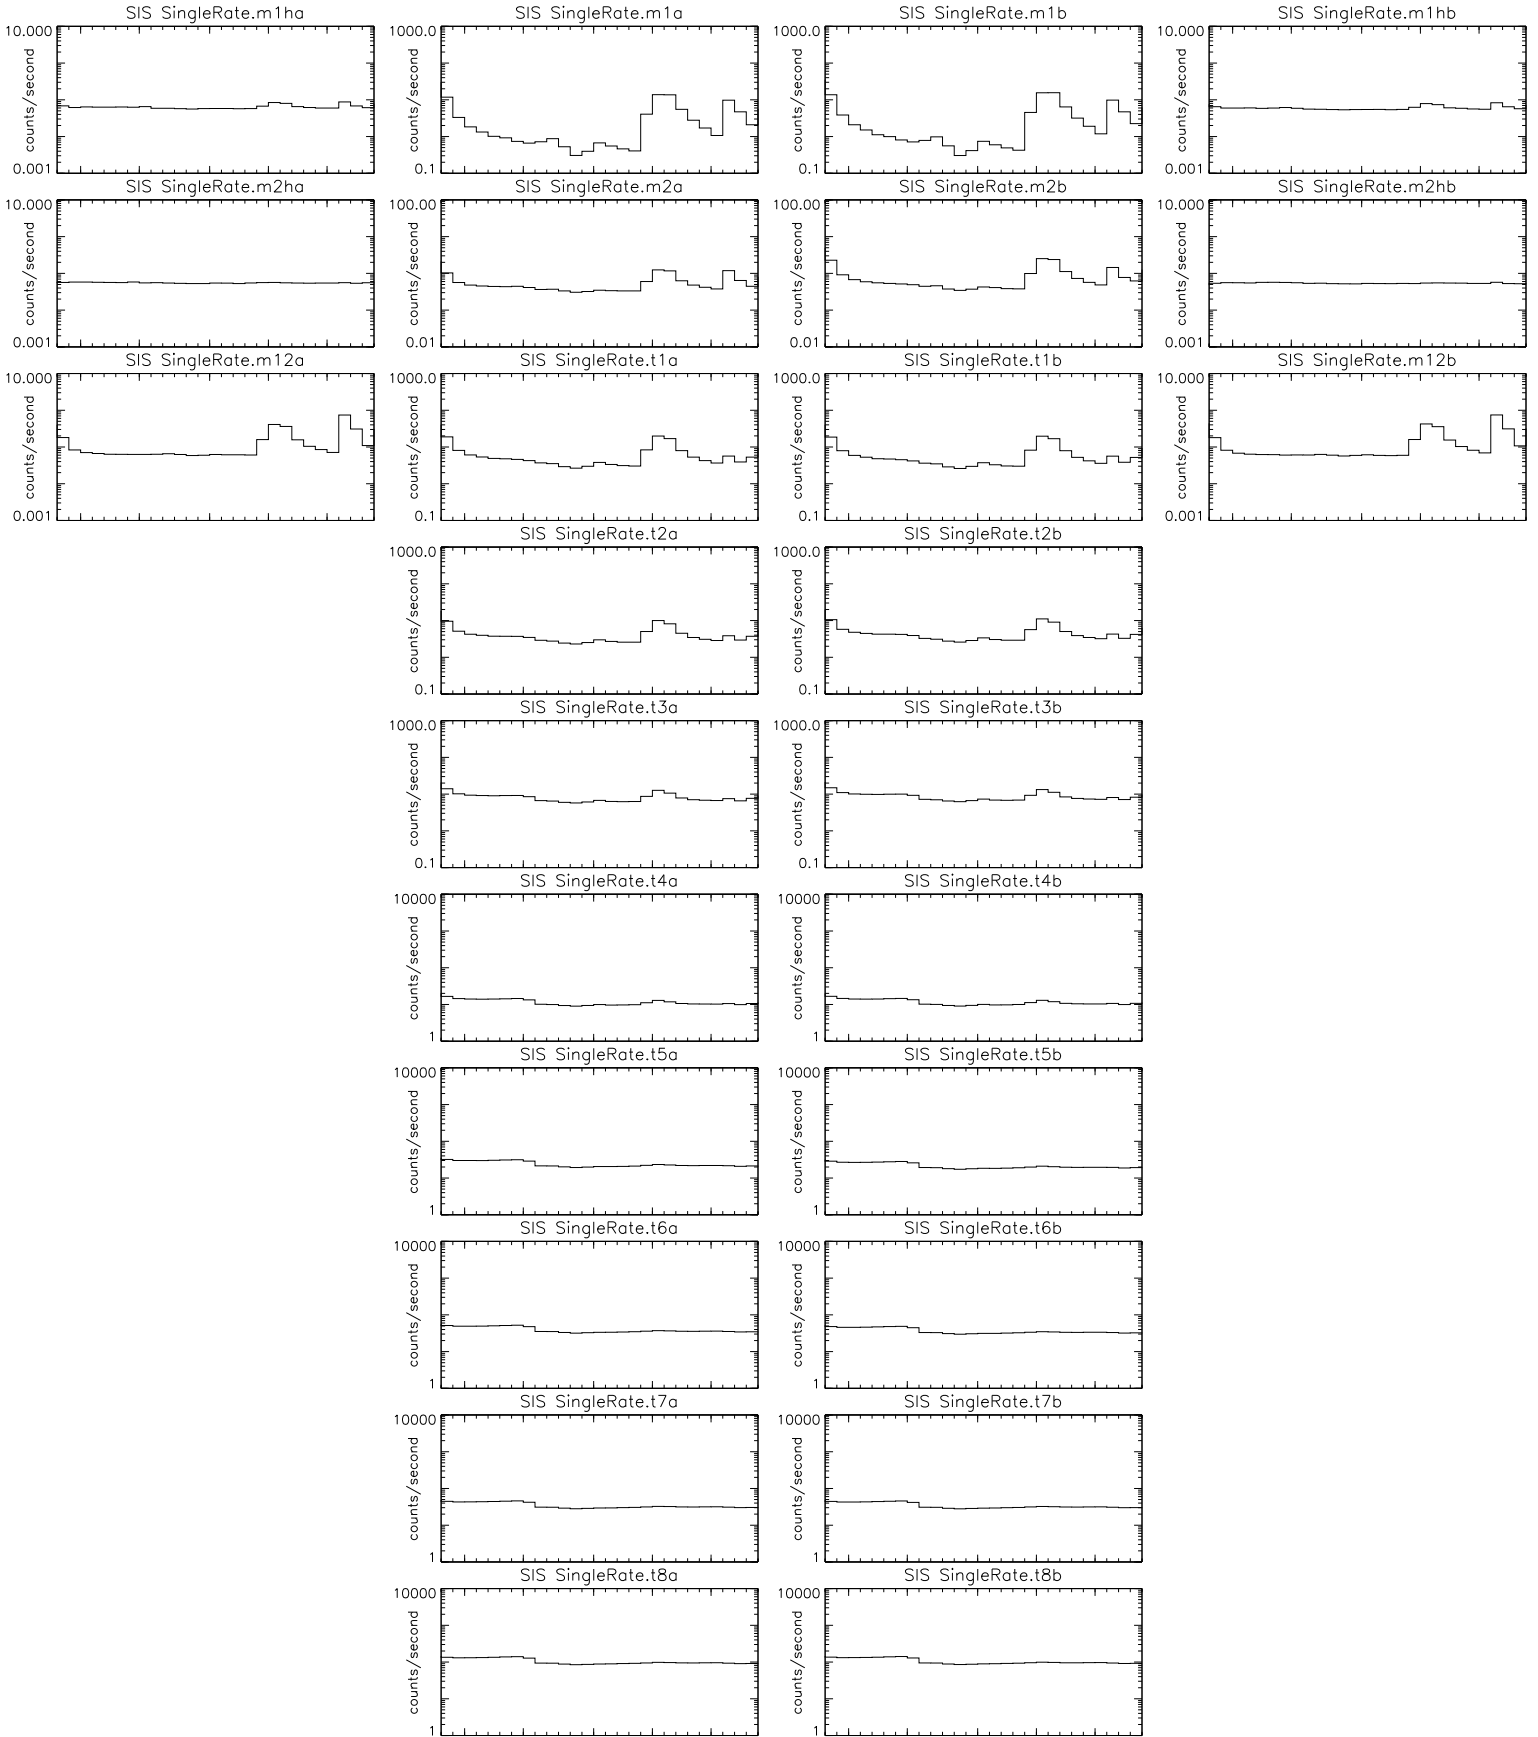 SIS SingleRate.m1ha
10.000
counts/second
0.001
SIS SingleRate.m1a
1000.0
counts/second
0.1
SIS SingleRate.m1b
1000.0
counts/second
0.1
SIS SingleRate.m1hb
10.000
counts/second
0.001
SIS SingleRate.m2ha
10.000
counts/second
0.001
SIS SingleRate.m2a
100.00
counts/second
0.01
SIS SingleRate.m2b
100.00
counts/second
0.01
SIS SingleRate.m2hb
10.000
counts/second
0.001
SIS SingleRate.m12a
10.000
counts/second
0.001
SIS SingleRate.t1a
1000.0
counts/second
0.1
SIS SingleRate.t1b
1000.0
counts/second
0.1
SIS SingleRate.m12b
10.000
counts/second
0.001
SIS SingleRate.t2a
1000.0
counts/second
0.1
SIS SingleRate.t2b
1000.0
counts/second
0.1
SIS SingleRate.t3a
1000.0
counts/second
0.1
SIS SingleRate.t3b
1000.0
counts/second
0.1
SIS SingleRate.t4a
10000
counts/second
1
SIS SingleRate.t4b
10000
counts/second
1
SIS SingleRate.t5a
10000
counts/second
1
SIS SingleRate.t5b
10000
counts/second
1
SIS SingleRate.t6a
10000
counts/second
1
SIS SingleRate.t6b
10000
counts/second
1
SIS SingleRate.t7a
10000
counts/second
1
SIS SingleRate.t7b
10000
counts/second
1
SIS SingleRate.t8a
10000
counts/second
1
SIS SingleRate.t8b
10000
counts/second
1